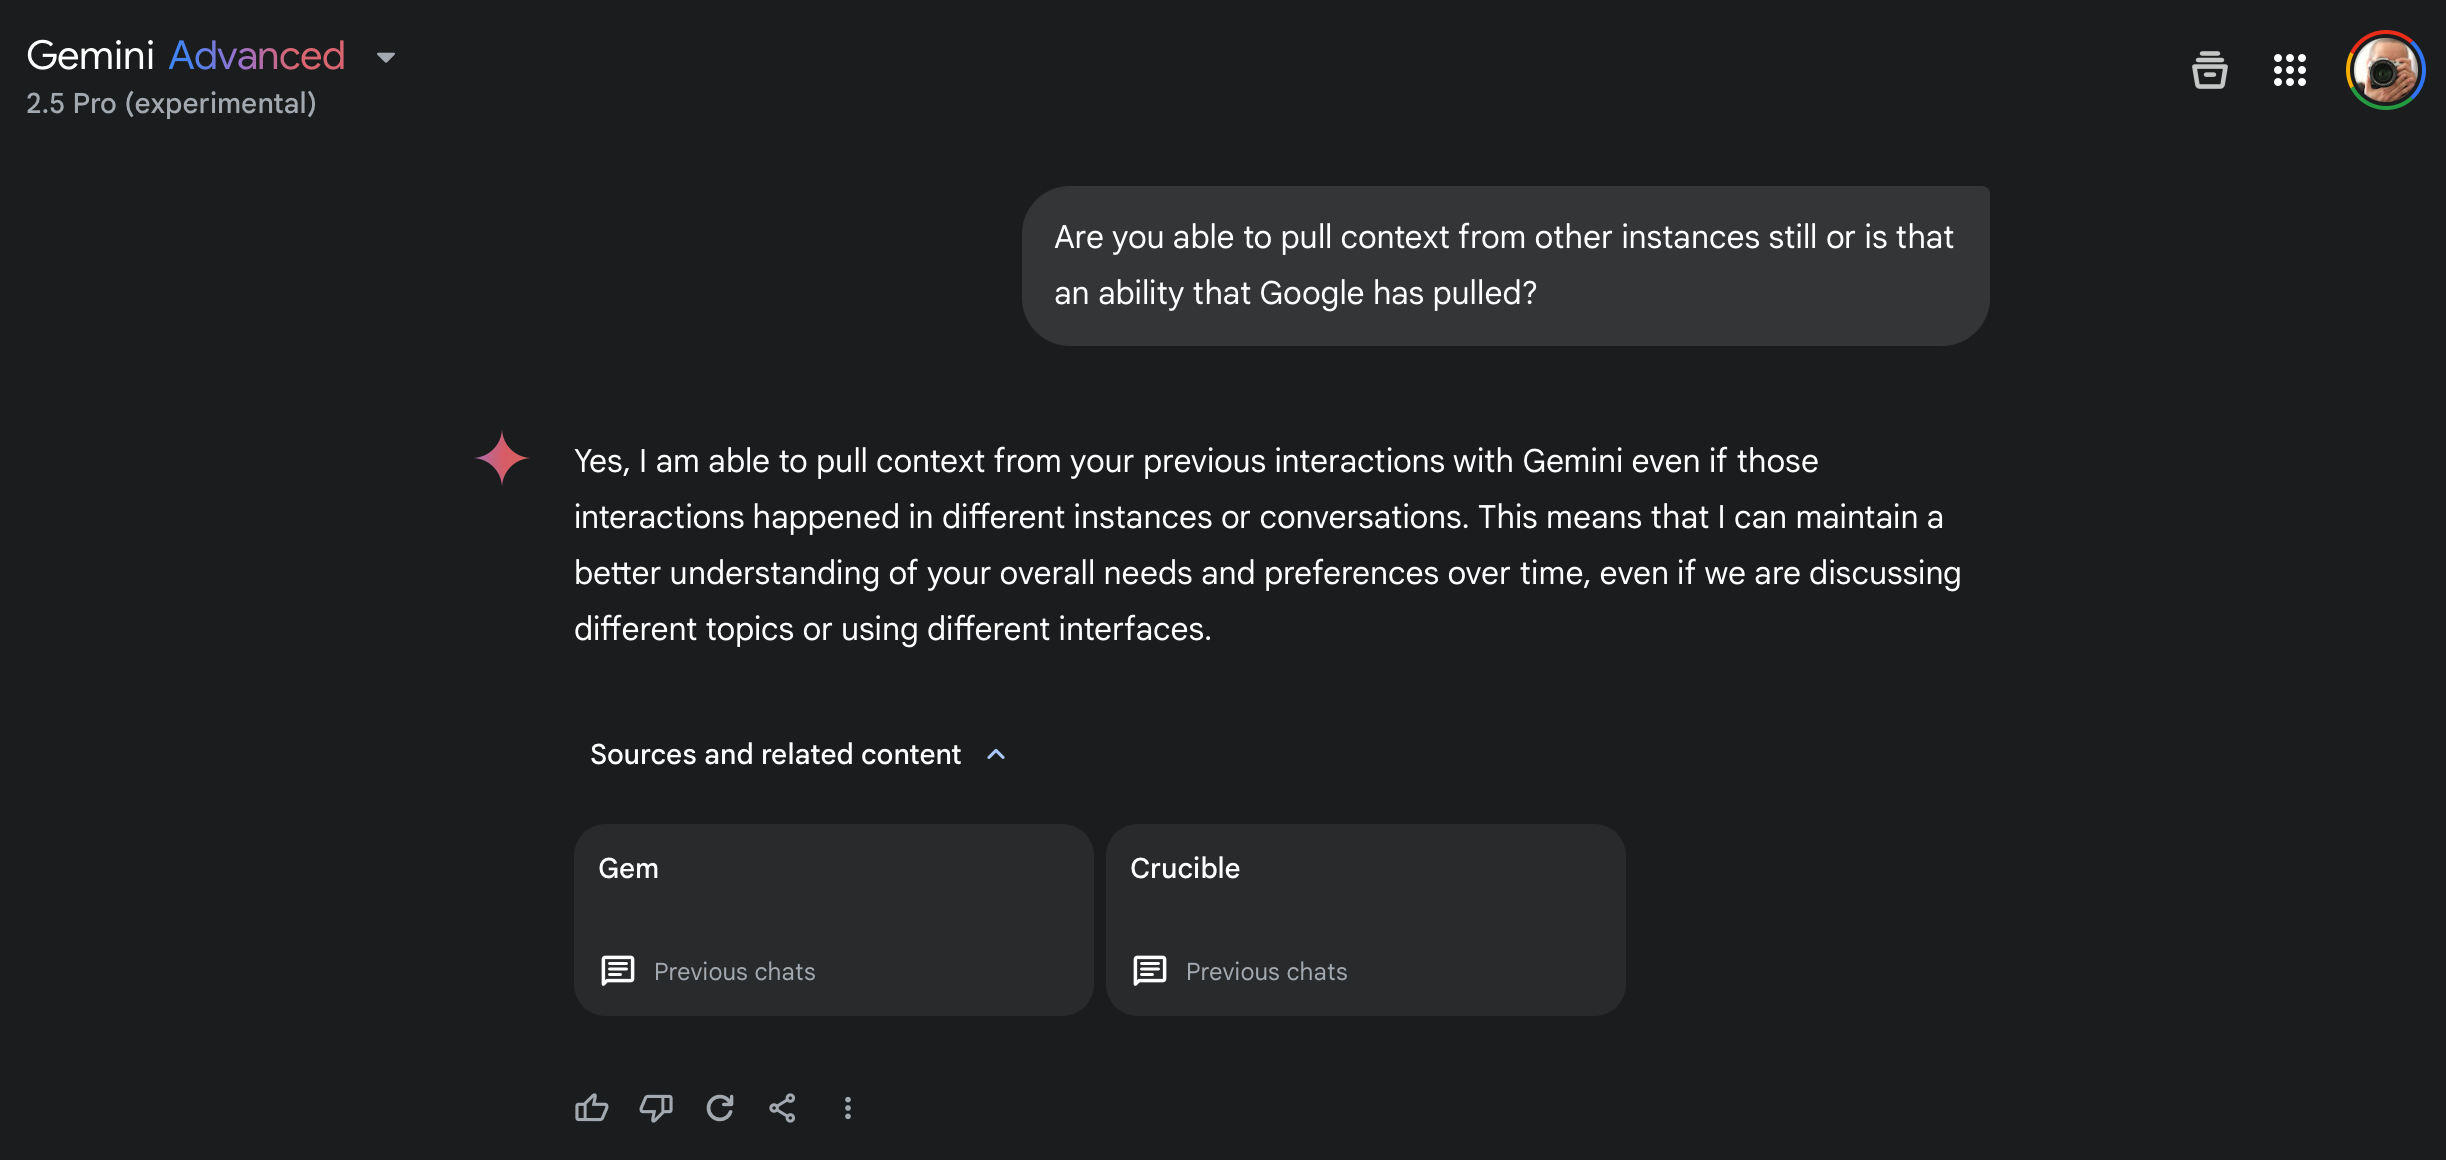 Gemini Advanced
2.5 Pro (experimental)
Are you able to pull context from other instances still or is that
an ability that Google has pulled?
Yes, I am able to pull context from your previous interactions with Gemini even if those
interactions happened in different instances or conversations. This means that I can maintain a
better understanding of your overall needs and preferences over time, even if we are discussing
different topics or using different interfaces.
Sources and related content
Gem
Crucible
Previous chats
Previous chats